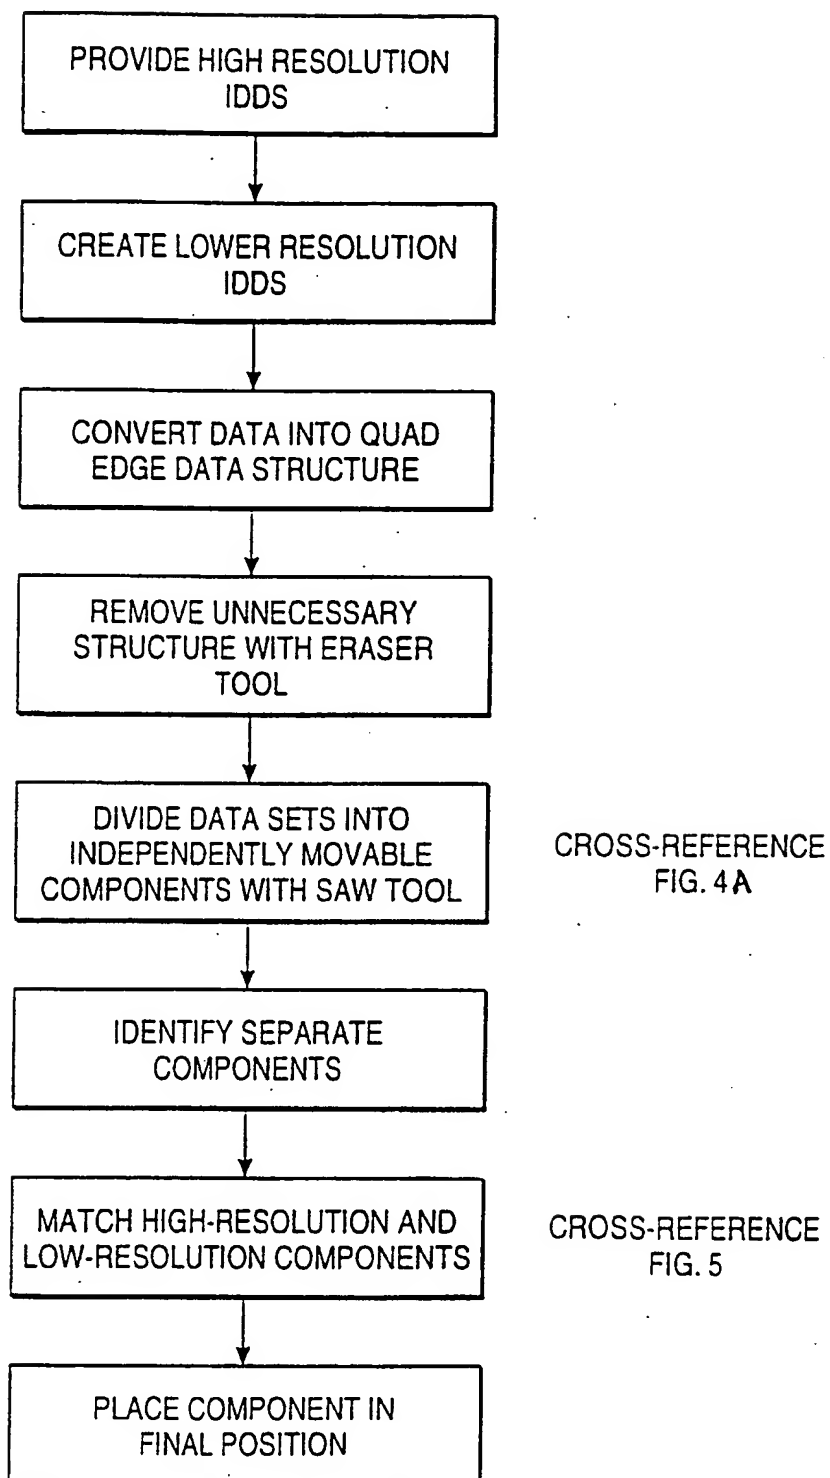 PROVIDE HIGH RESOLUTION
IDDS
CREATE LOWER RESOLUTION
IDDS
CONVERT DATA INTO QUAD
EDGE DATA STRUCTURE
REMOVE UNNECESSARY
STRUCTURE WITH ERASER
TOOL
DIVIDE DATA SETS INTO
INDEPENDENTLY MOVABLE
COMPONENTS WITH SAW TOOL
CROSS-REFERENCE
FIG. 4A
IDENTIFY SEPARATE
COMPONENTS
MATCH HIGH-RESOLUTION AND
LOW-RESOLUTION COMPONENTS
CROSS-REFERENCE
FIG. 5
PLACE COMPONENT IN
FINAL POSITION